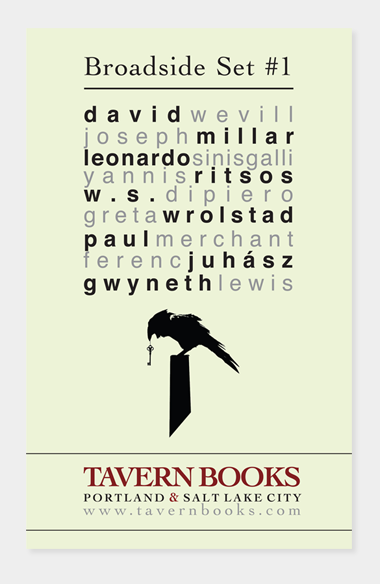 Broadside Set #1
davidwevill
josephmillar
leonardosinisgalli
yannisritsos
w.s.dipiero
gretawrolstad
paulmerchant
ferencjuhász
gwynethlewis
TAVERN BOOKS
PORTLAND & SALT LAKE CITY
www.tavernbooks.com